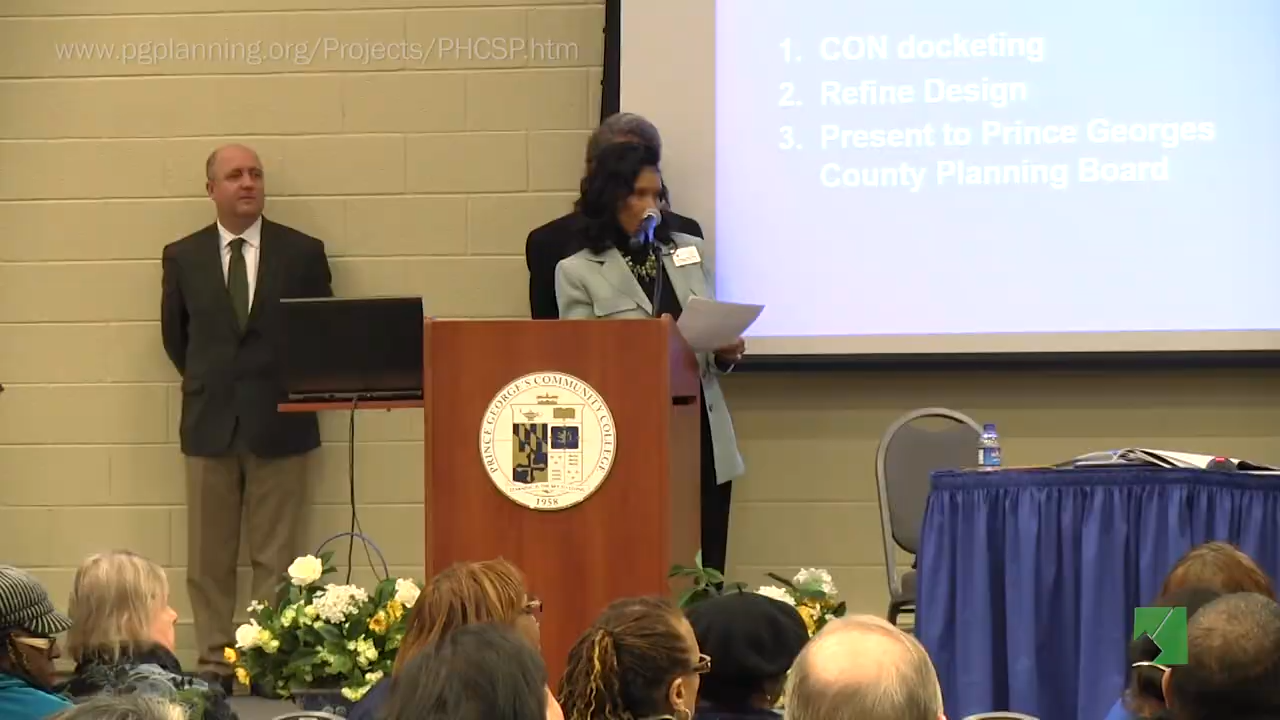 www.pgplanning.org/Projects/PHCSP.htm
1. CON docketing
2. Refine Design
3. Present to Prince Georges
County Planning Board
PRINCE GEORGE'S COMMUNITY COLLEGE
1958